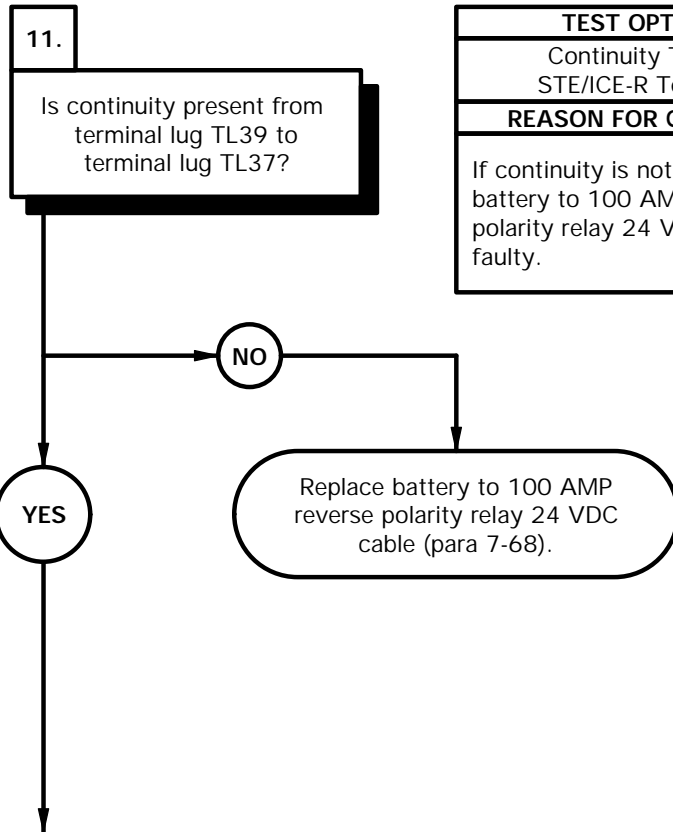 11.
Is continuity present from
terminal lug TL39 to
terminal lug TL37?
TEST OPT
Continuity
STE/ICE-R
REASON FOR
If continuity is not
battery to 100
polarity relay 24
faulty.
NO
YES
Replace battery to 100 AMP
reverse polarity relay 24 VDC
cable (para 7-68).